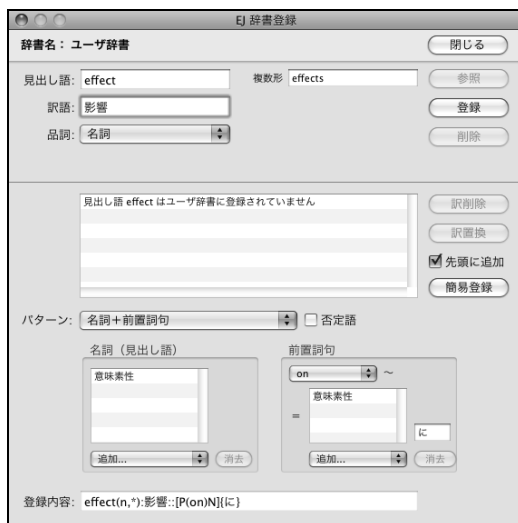 EJ 辞書登録
辞書名： ユーザ辞書
閉じる
見出し語: effect 複数形 effects 参照
訳語: 影響 登録
品詞: 名詞 削除
見出し語 effect はユーザ辞書に登録されていません
訳削除
訳置換
先頭に追加
簡易登録
パターン: 名詞＋前置詞句 否定語
名詞（見出し語） 前置詞句
on ～
意味素性 = 意味素性 に
追加... 消去 追加... 消去
登録内容: effect(n,*):影響::[P(on)N]{に}